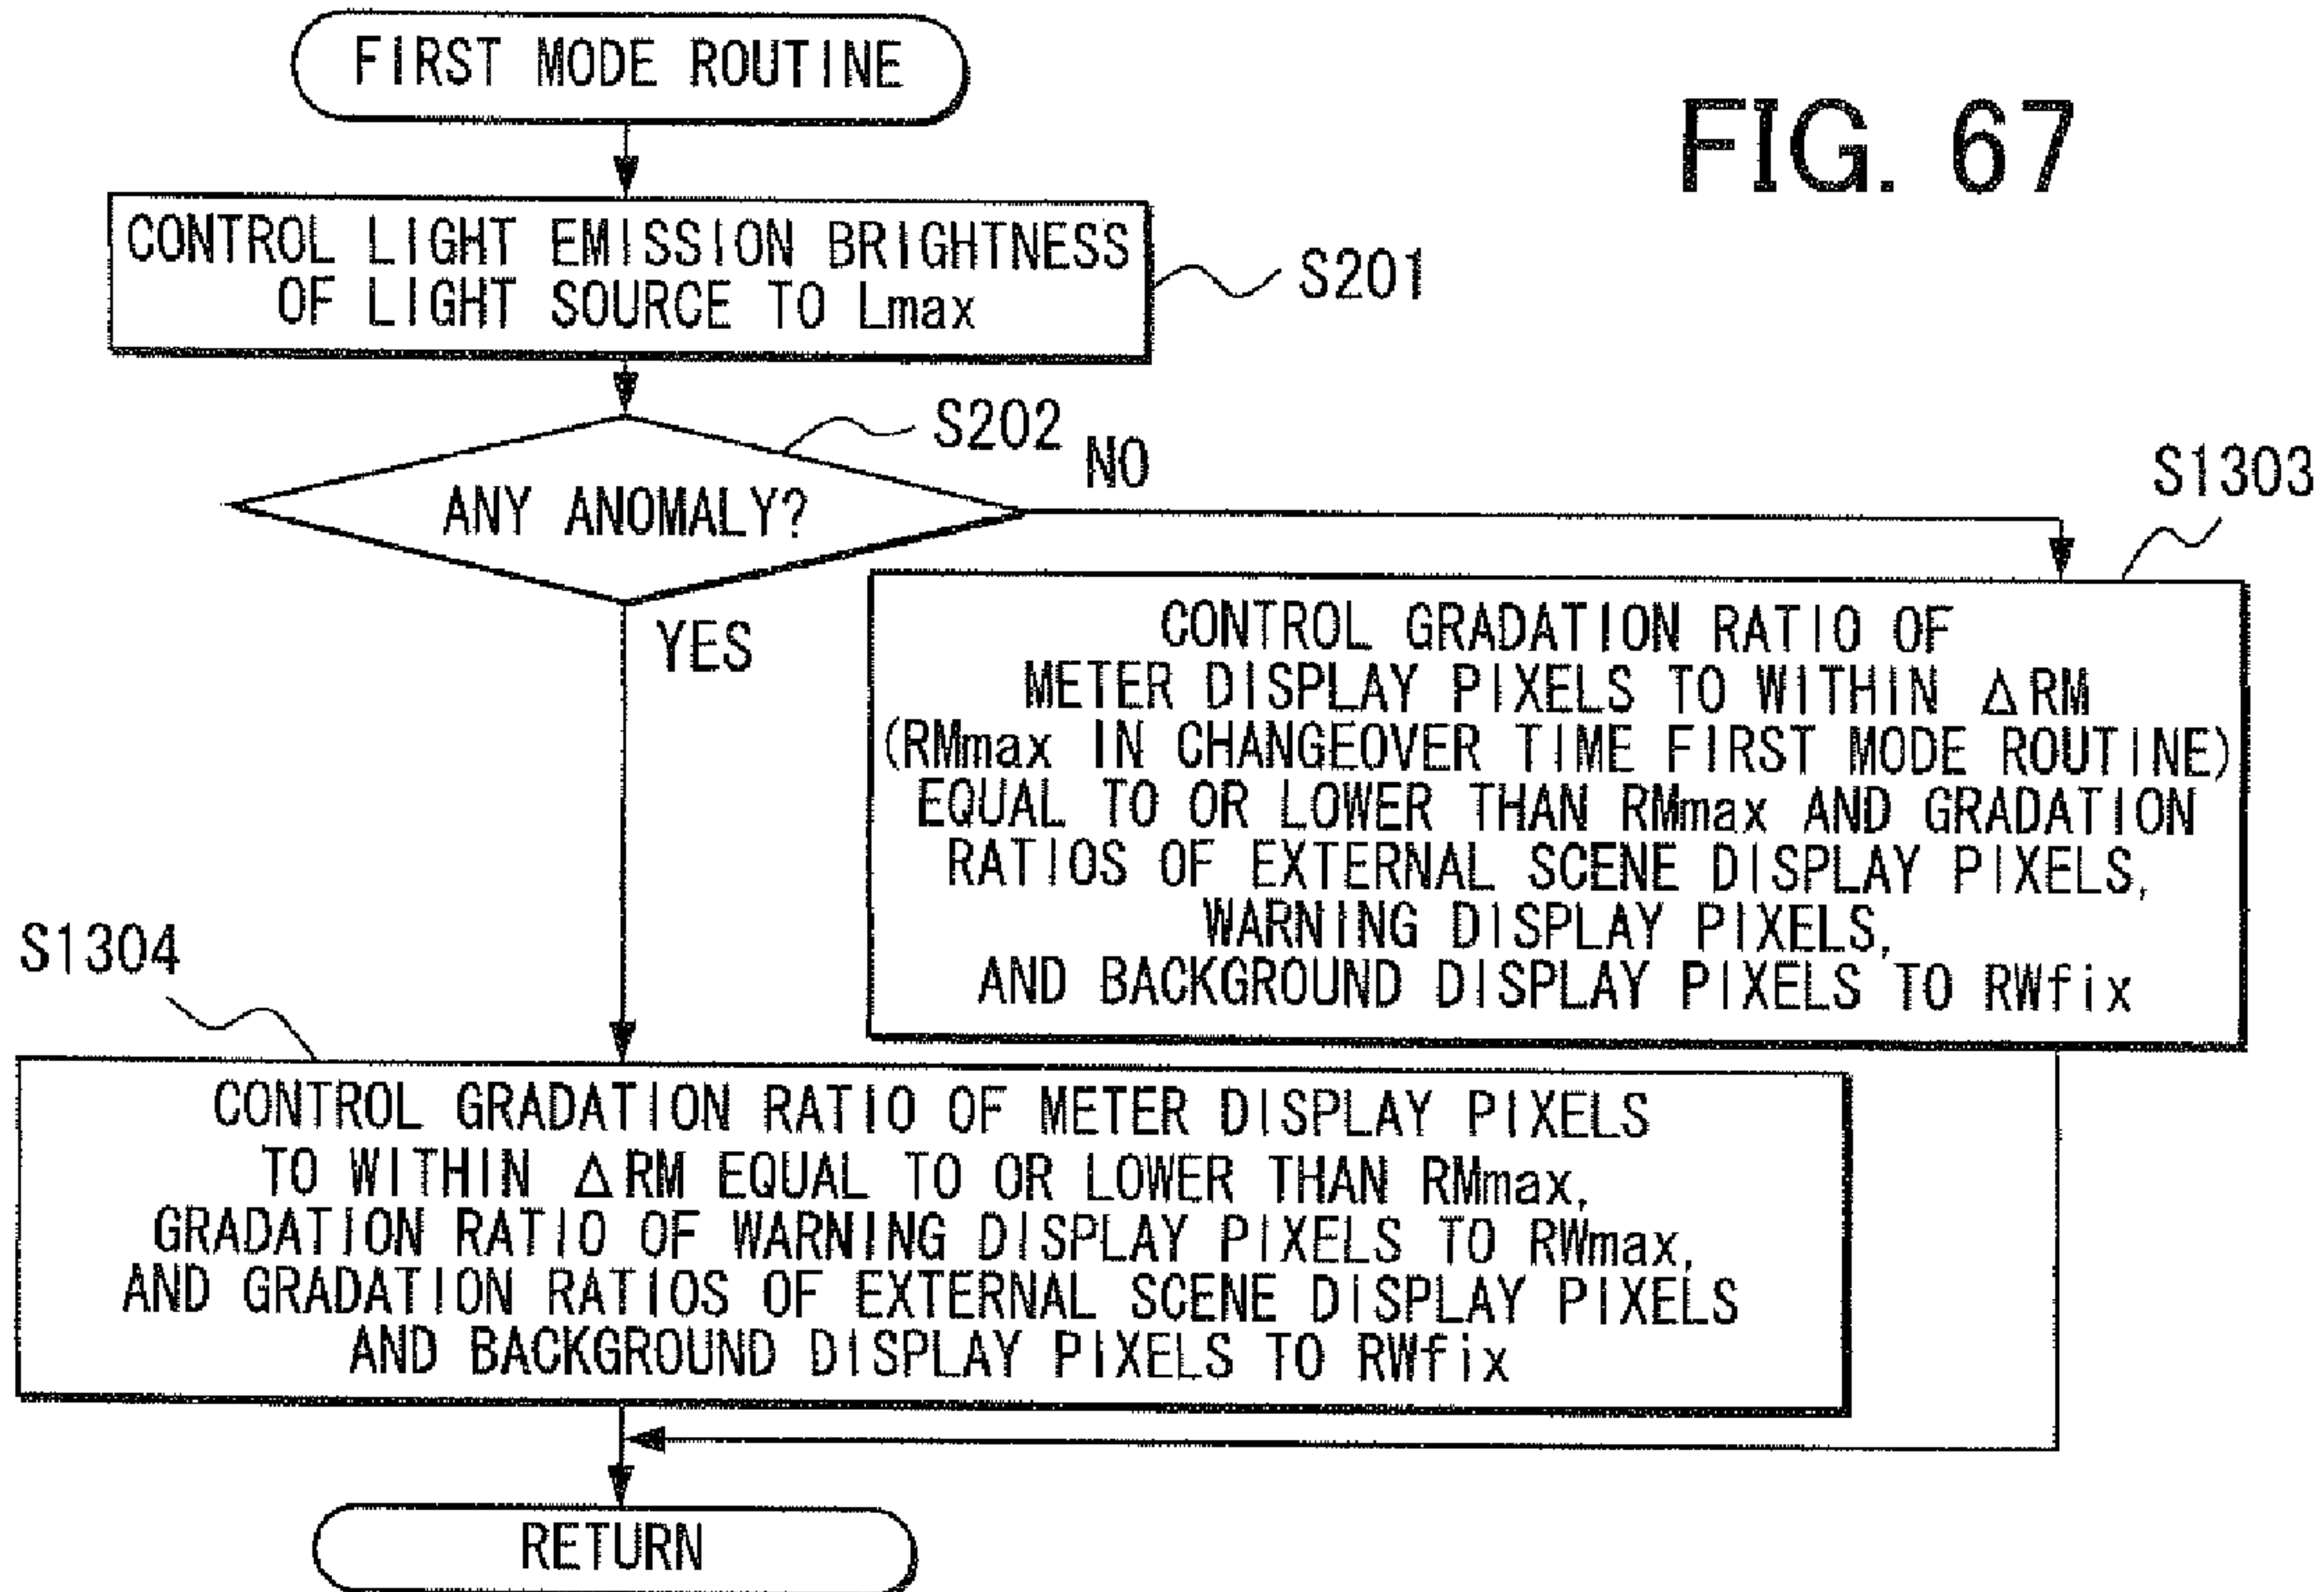 FIRST MODE ROUTINE
FIG. 67
CONTROL LIGHT EMISSION BRIGHTNESS
OF LIGHT SOURCE TO Lmax
S201
S202
ANY ANOMALY?
NO
YES
S1303
CONTROL GRADATION RATIO OF
METER DISPLAY PIXELS TO WITHIN ΔRM
(RMmax IN CHANGEOVER TIME FIRST MODE ROUTINE)
EQUAL TO OR LOWER THAN RMmax AND GRADATION
RATIOS OF EXTERNAL SCENE DISPLAY PIXELS,
WARNING DISPLAY PIXELS,
AND BACKGROUND DISPLAY PIXELS TO RWfix
S1304
CONTROL GRADATION RATIO OF METER DISPLAY PIXELS
TO WITHIN ΔRM EQUAL TO OR LOWER THAN RMmax,
GRADATION RATIO OF WARNING DISPLAY PIXELS TO RWmax,
AND GRADATION RATIOS OF EXTERNAL SCENE DISPLAY PIXELS
AND BACKGROUND DISPLAY PIXELS TO RWfix
RETURN